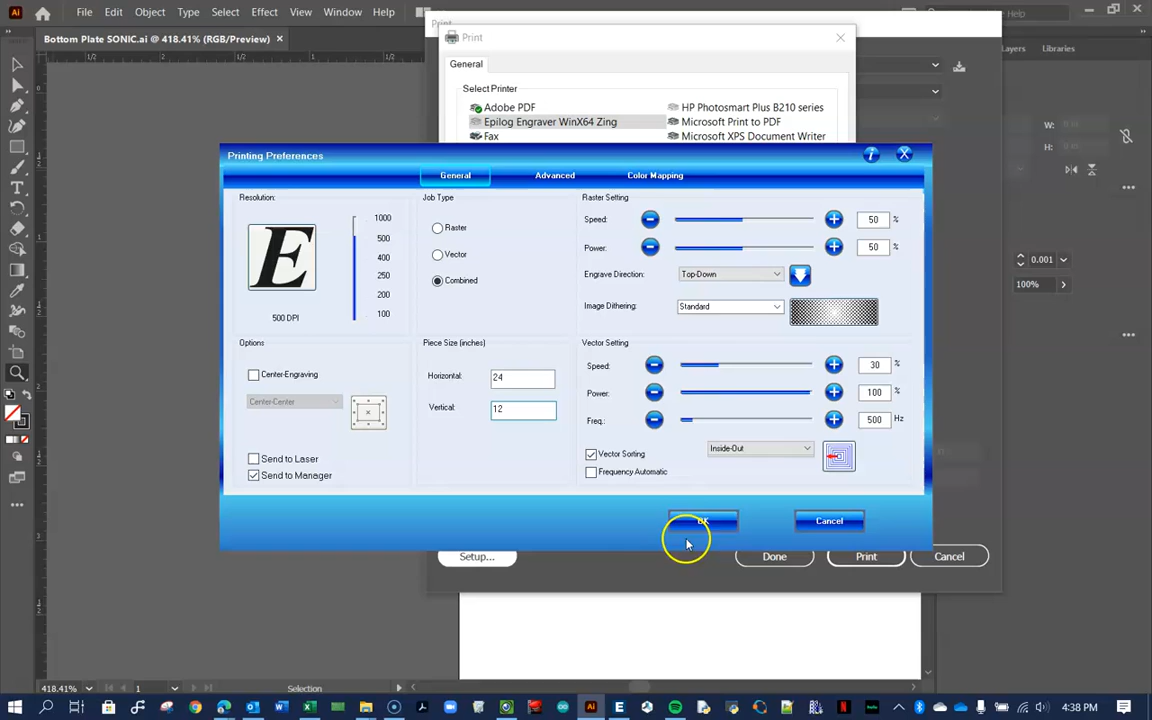 File Edit Object Type Select Effect View Window Help
Help
Bottom Plate SONIC.ai @ 418.41% (RGB/Preview) ×
Print
Print
General
Select Printer
Adobe PDF
HP Photosmart Plus B210 series
Epilog Engraver WinX64 Zing
Microsoft Print to PDF
Fax
Microsoft XPS Document Writer
Layers Libraries
W:
H:
0.001
100%
Printing Preferences
General Advanced Color Mapping
Resolution:
1000
500
400
250
200
100
500 DPI
Job Type
Raster
Vector
Combined
Raster Setting
Speed: 50 %
Power: 50 %
Engrave Direction: Top-Down
Image Dithering: Standard
Options
Center-Engraving
Center-Center
Send to Laser
Send to Manager
Piece Size (inches)
Horizontal: 24
Vertical: 12
Vector Setting
Speed: 30 %
Power: 100 %
Freq.: 500 Hz
Vector Sorting Inside-Out
Frequency Automatic
OK Cancel
Setup... Done Print Cancel
418.41% 1 Selection
4:38 PM